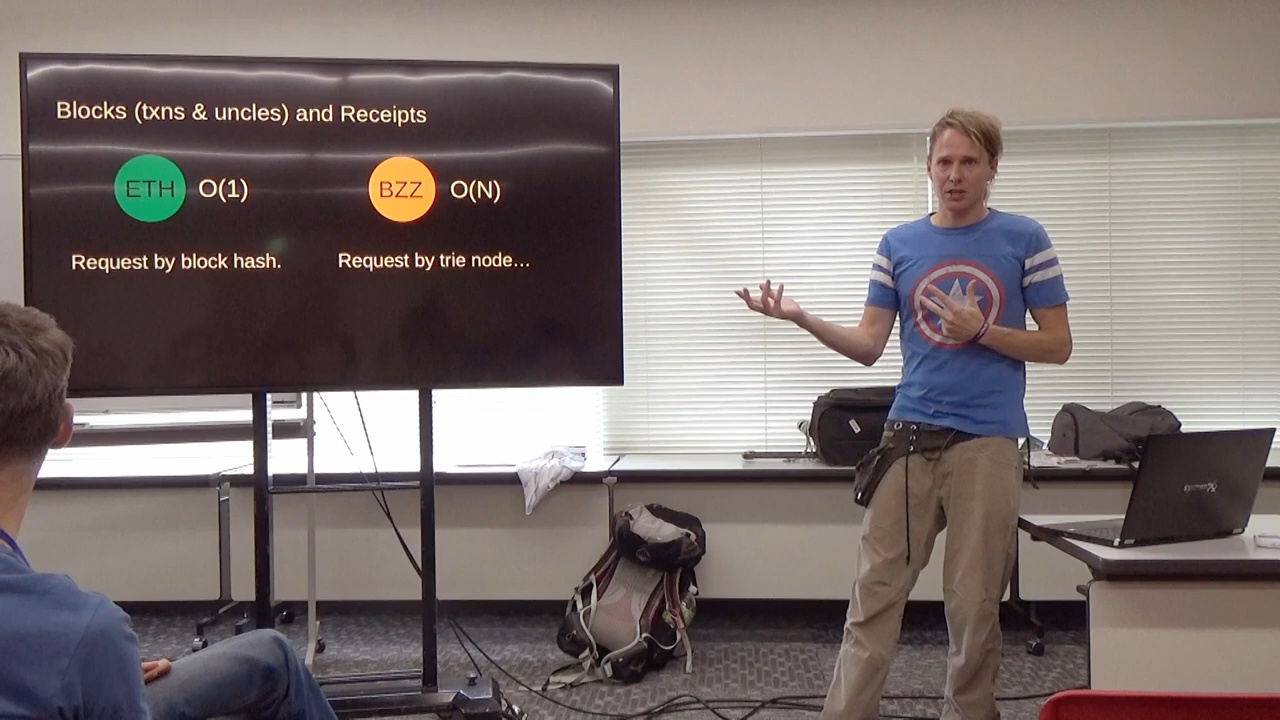 Blocks (txns & uncles) and Receipts
ETH O(1) BZZ O(N)
Request by block hash. Request by trie node…